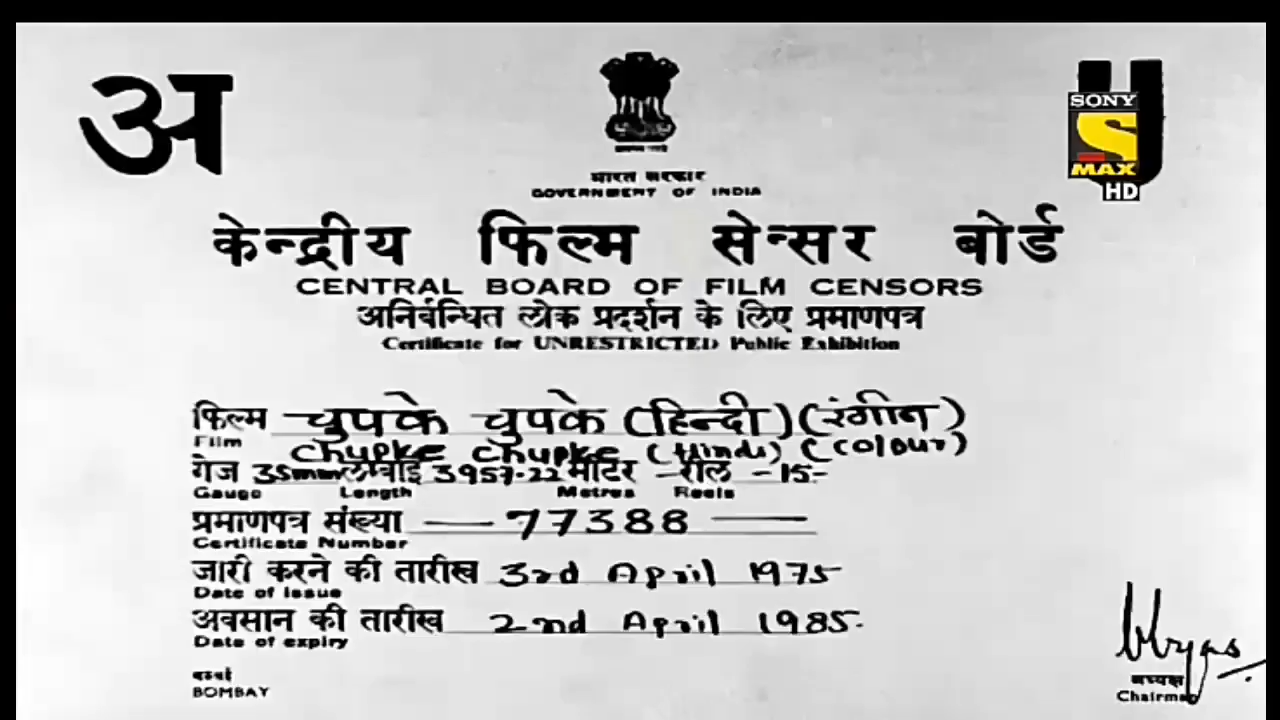 अ
U
SONY
S
MAX
HD
भारत सरकार
GOVERNMENT OF INDIA
केन्द्रीय फिल्म सेन्सर बोर्ड
CENTRAL BOARD OF FILM CENSORS
अनिर्बन्धित लोक प्रदर्शन के लिए प्रमाणपत्र
Certificate for UNRESTRICTED Public Exhibition
फिल्म चुपके चुपके (हिन्दी) (रंगीन)
Film Chupke Chupke (Hindi) (Colour)
गेज 35mm लम्बाई 3957.22 मीटर - रील - 15-
Gauge Length Metres Reels
प्रमाणपत्र संख्या — 77388 —
Certificate Number
जारी करने की तारीख 3rd April 1975
Date of issue
अवसान की तारीख 2nd April 1985.
Date of expiry
बम्बई
BOMBAY
अध्यक्ष
Chairman